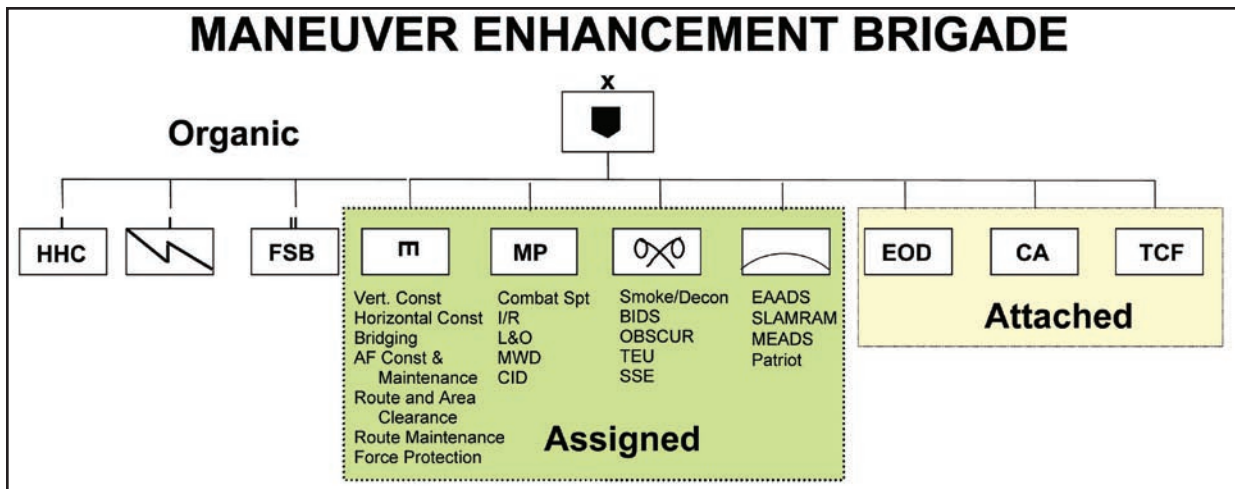 MANEUVER ENHANCEMENT BRIGADE
X
Organic
I
I
II
HHC
FSB
E
MP
EOD
CA
TCF
Vert. Const
Horizontal Const
Bridging
AF Const &
Maintenance
Route and Area
Clearance
Route Maintenance
Force Protection
Combat Spt
I/R
L&O
MWD
CID
Smoke/Decon
BIDS
OBSCUR
TEU
SSE
EAADS
SLAMRAM
MEADS
Patriot
Assigned
Attached